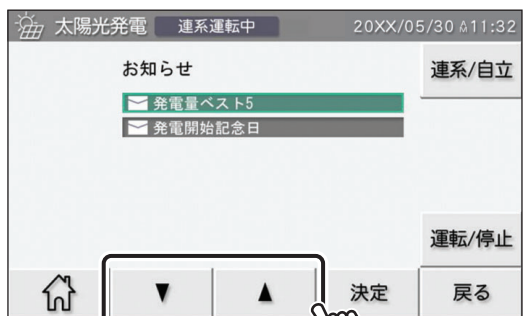 太陽光発電 連系運転中 20XX/05/30 11:32
お知らせ
連系/自立
発電量ベスト5
発電開始記念日
運転/停止
▼ ▲ 決定 戻る